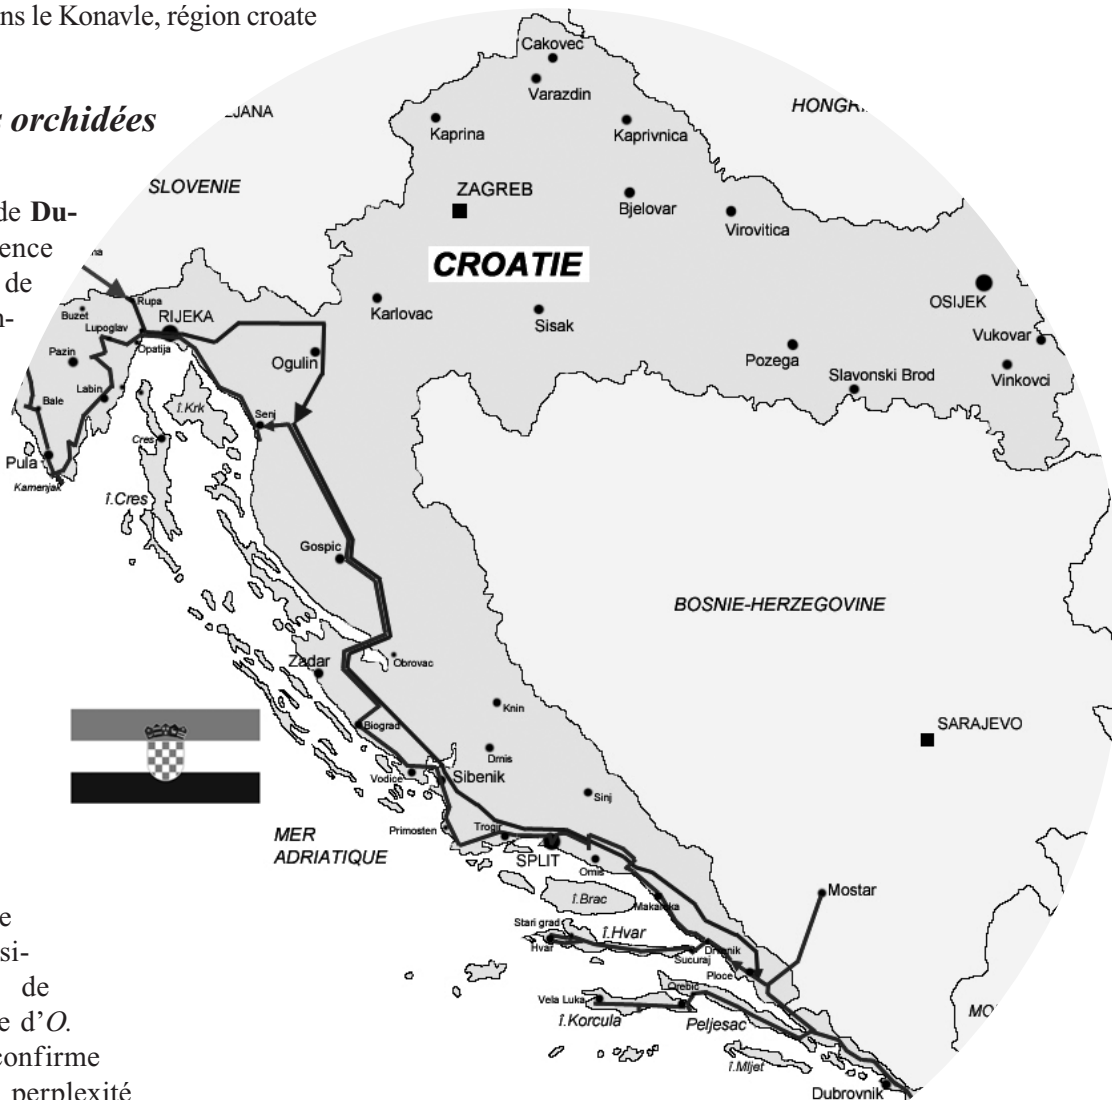 ns le Konavle, région croate
s orchidées
de Du-
ence
de
n-
LJANA
SLOVENIE
HONGRI
Cakovec
Varazdin
Kaprina
Kaprivnica
ZAGREB
Bjelovar
Virovitica
CROATIE
OSIJEK
Karlovac
Sisak
Vukovar
Pozega
Vinkovci
Slavonski Brod
na
Rupa
Buzet
RIJEKA
Lupoglav
Opatija
Pazin
Ogulin
Labin
Bale
î.Krk
Senj
Cres
Pula
Kamenjak
î.Cres
Gospic
BOSNIE-HERZEGOVINE
Zadar
Obrovac
Knin
Biograd
SARAJEVO
Drnis
Vodice
Sibenik
Sinj
Primosten
Trogir
MER
ADRIATIQUE
SPLIT
Omis
î.Brac
Makarska
Mostar
Stari grad
î.Hvar
Hvar
Drvenik
Sucuraj
Ploce
Orebic
Vela Luka
î.Korcula
Peljesac
MO
î.Mljet
Dubrovnik
e
si-
de
e d'O.
confirme
perplexité